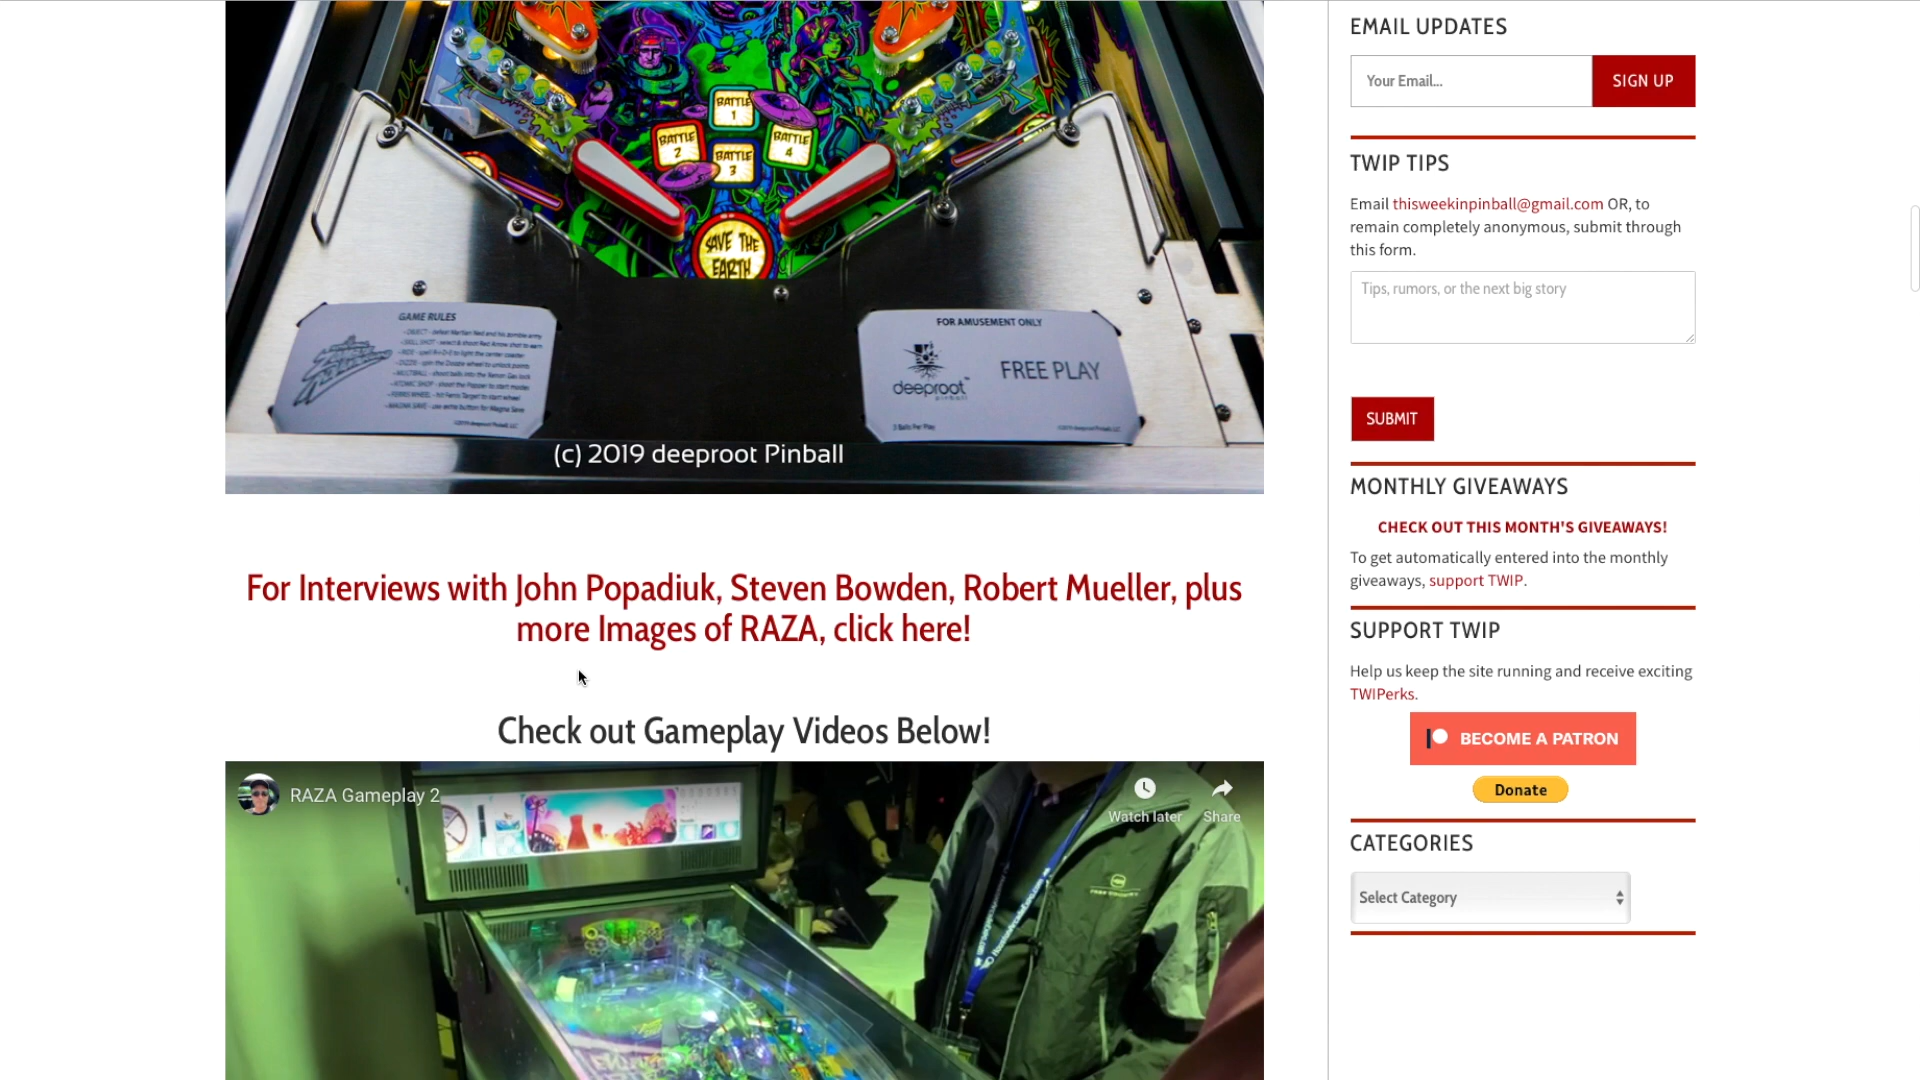 BATTLE
1
BATTLE
2
BATTLE
3
BATTLE
4
SAVE THE
EARTH
GAME RULES
FOR AMUSEMENT ONLY
deeproot
pinball
FREE PLAY
3 Balls Per Play
(c) 2019 deeproot Pinball
For Interviews with John Popadiuk, Steven Bowden, Robert Mueller, plus
more Images of RAZA, click here!
Check out Gameplay Videos Below!
RAZA Gameplay 2
Watch later
Share
EMAIL UPDATES
Your Email...
SIGN UP
TWIP TIPS
Email thisweekinpinball@gmail.com OR, to
remain completely anonymous, submit through
this form.
Tips, rumors, or the next big story
SUBMIT
MONTHLY GIVEAWAYS
CHECK OUT THIS MONTH'S GIVEAWAYS!
To get automatically entered into the monthly
giveaways, support TWIP.
SUPPORT TWIP
Help us keep the site running and receive exciting
TWIPerks.
BECOME A PATRON
Donate
CATEGORIES
Select Category